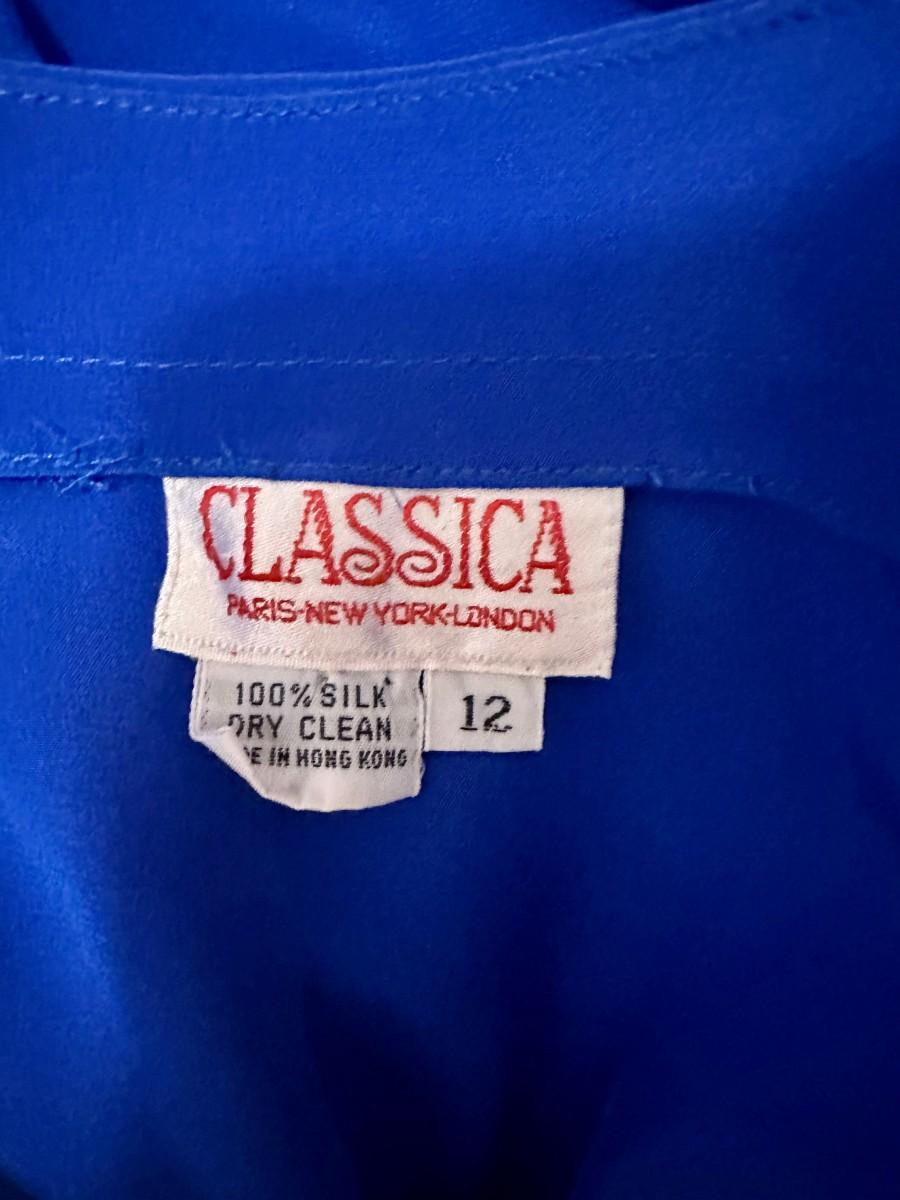 CLASSICA
PARIS-NEW YORK-LONDON
100% SILK
DRY CLEAN
12
E IN HONG KONG